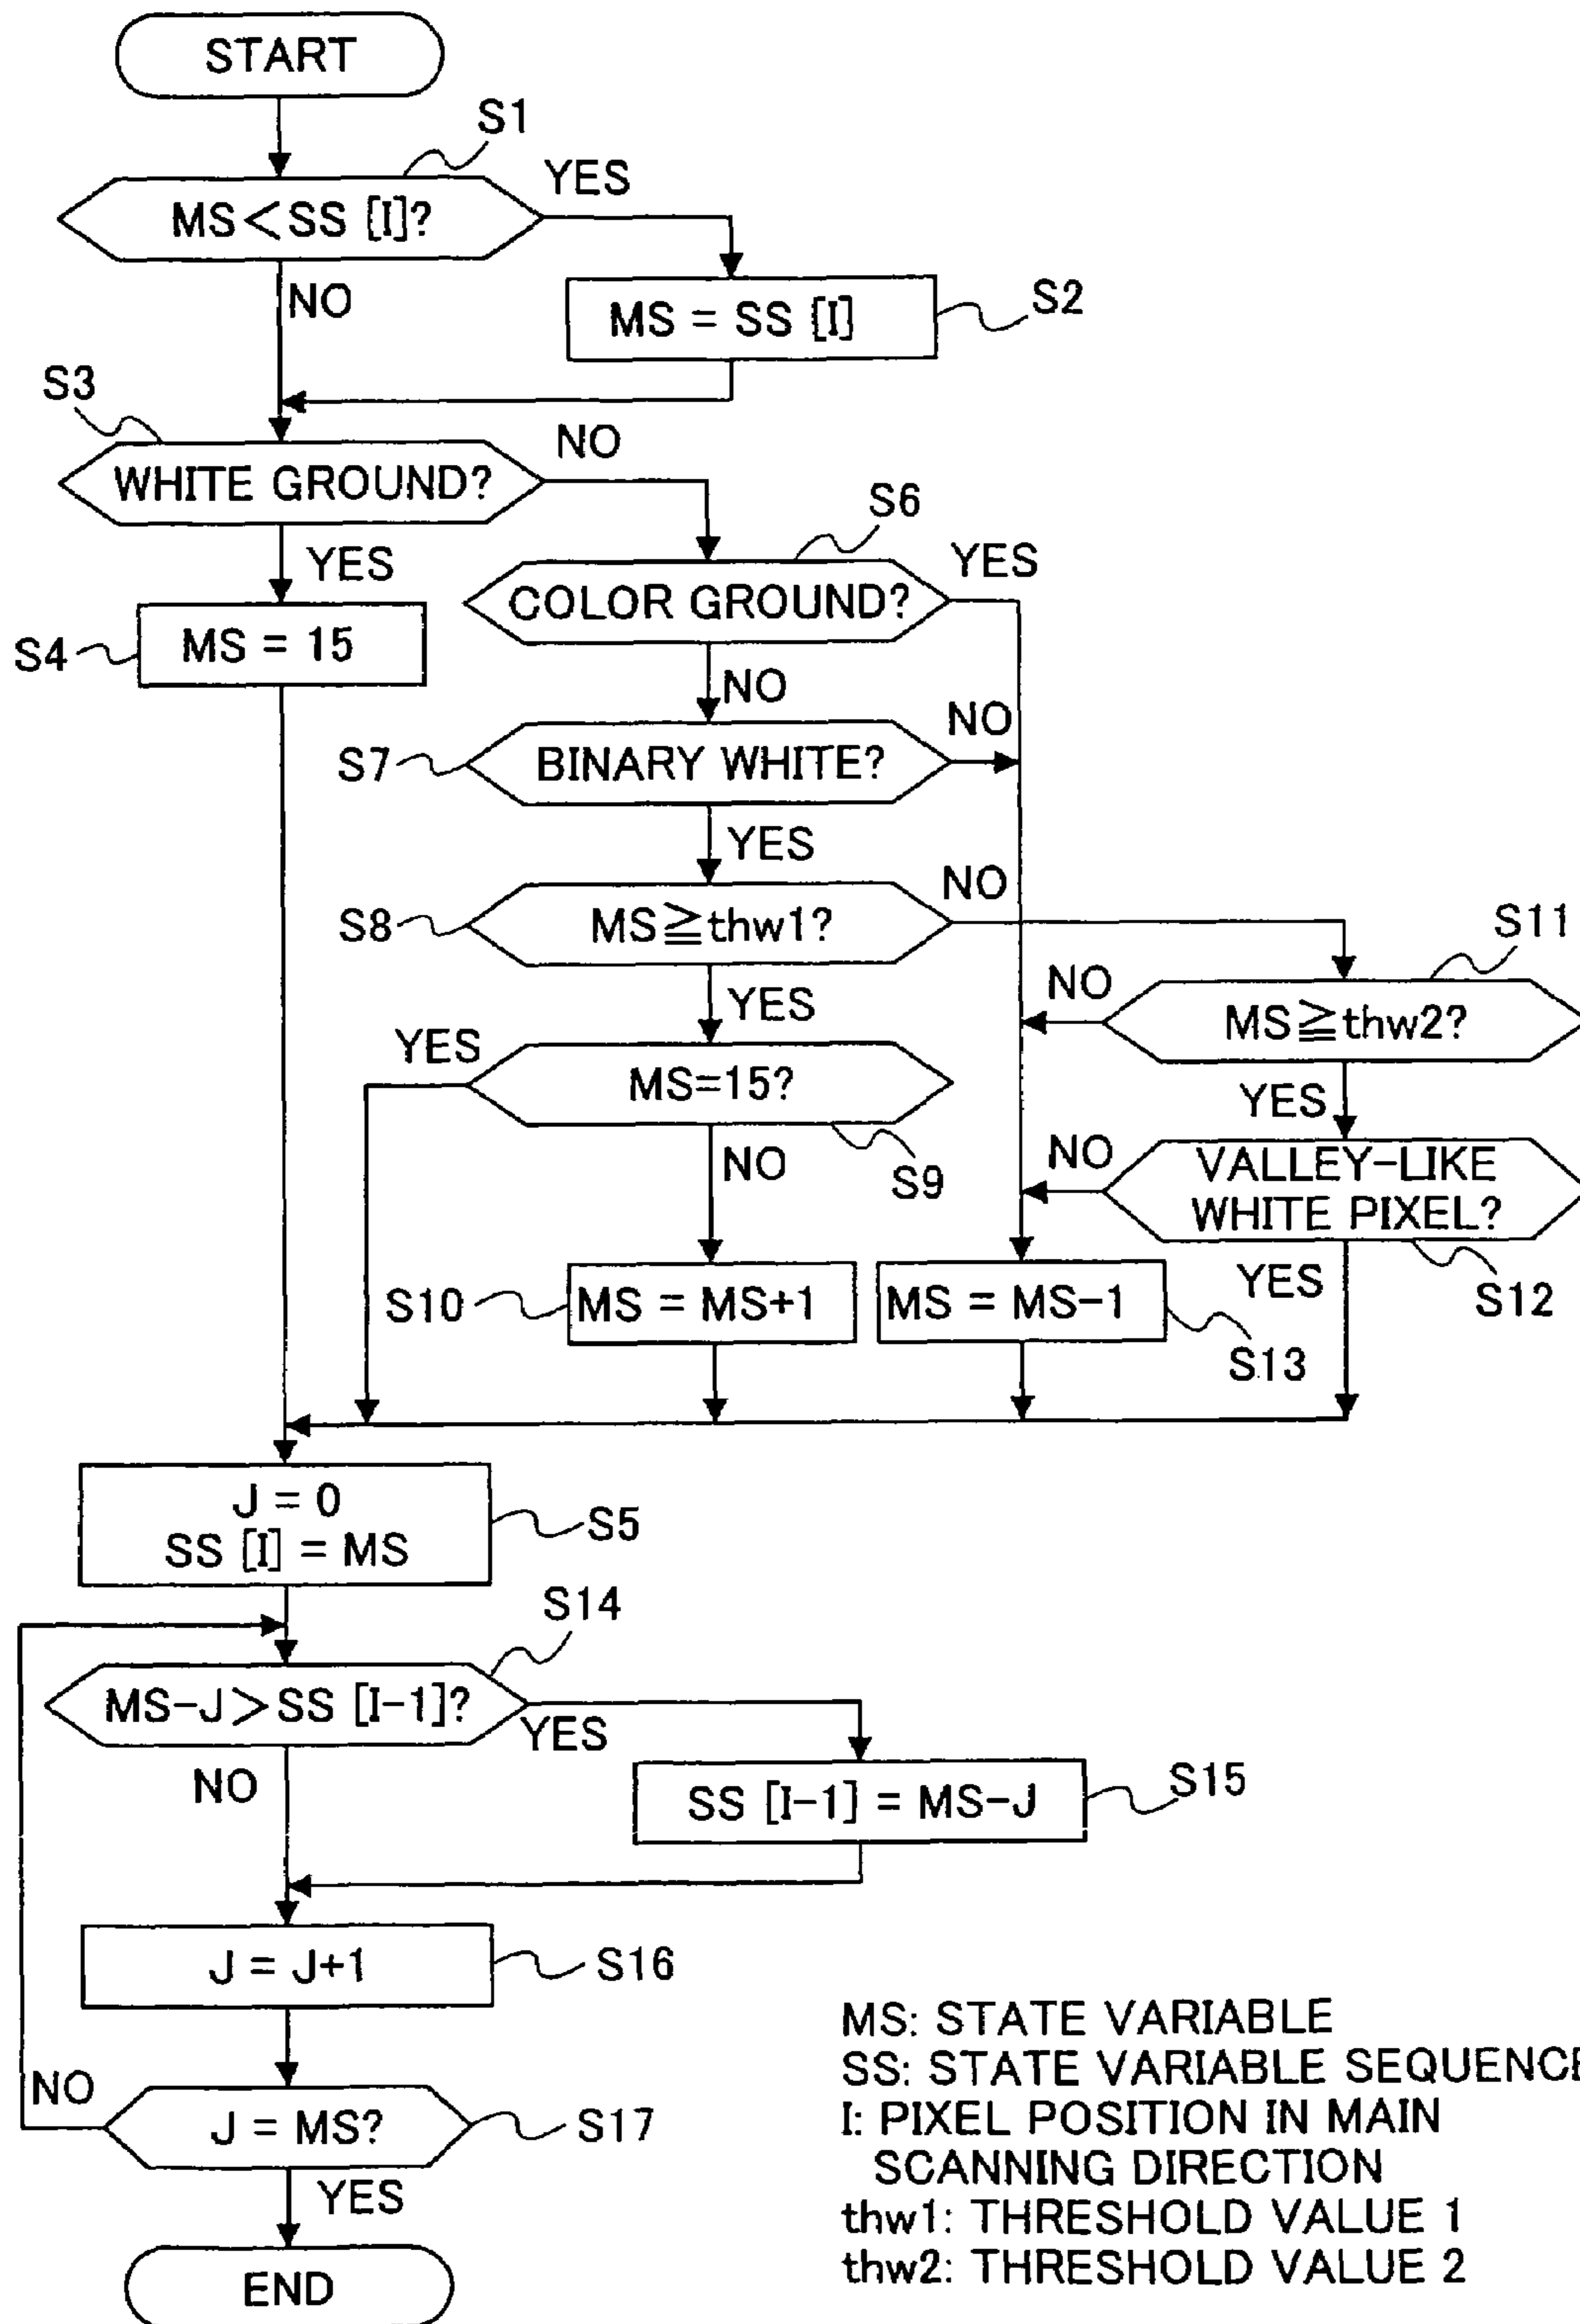 START
S1
MS<SS [I]?
YES
NO
MS = SS [I]
S2
S3
WHITE GROUND?
NO
YES
S6
COLOR GROUND?
YES
S4
MS = 15
NO
S7
BINARY WHITE?
NO
YES
S8
MS≧thw1?
NO
YES
S11
MS≧thw2?
NO
YES
YES
MS=15?
S9
NO
VALLEY-LIKE
WHITE PIXEL?
NO
YES
S12
S10
MS = MS+1
MS = MS-1
S13
J = 0
SS [I] = MS
S5
S14
MS-J>SS [I-1]?
YES
NO
SS [I-1] = MS-J
S15
J = J+1
S16
NO
J = MS?
S17
YES
END
MS: STATE VARIABLE
SS: STATE VARIABLE SEQUENCE
I: PIXEL POSITION IN MAIN
SCANNING DIRECTION
thw1: THRESHOLD VALUE 1
thw2: THRESHOLD VALUE 2